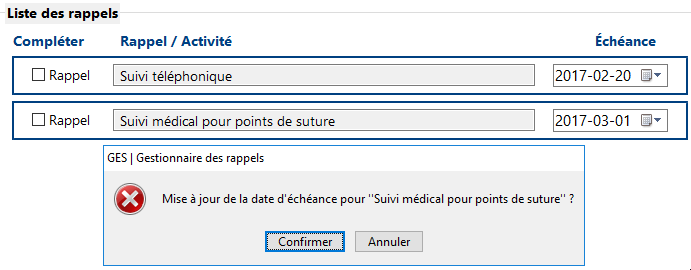 Liste des rappels
Compléter Rappel / Activité Échéance
Rappel Suivi téléphonique 2017-02-20
Rappel Suivi médical pour points de suture 2017-03-01
GES | Gestionnaire des rappels
Mise à jour de la date d'échéance pour "Suivi médical pour points de suture" ?
Confirmer Annuler